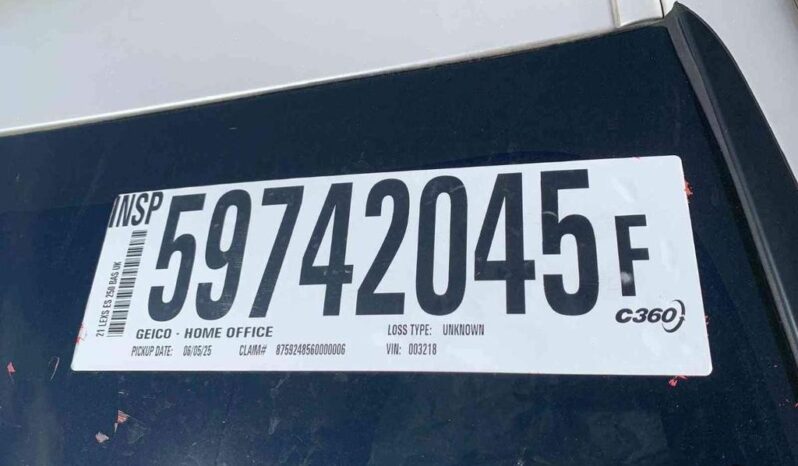 INSP 59742045 F
21 LEXS ES 250 BAS UK
C360
GEICO - HOME OFFICE
LOSS TYPE: UNKNOWN
PICKUP DATE: 06/05/25 CLAIM# 8759248560000006 VIN: 003218